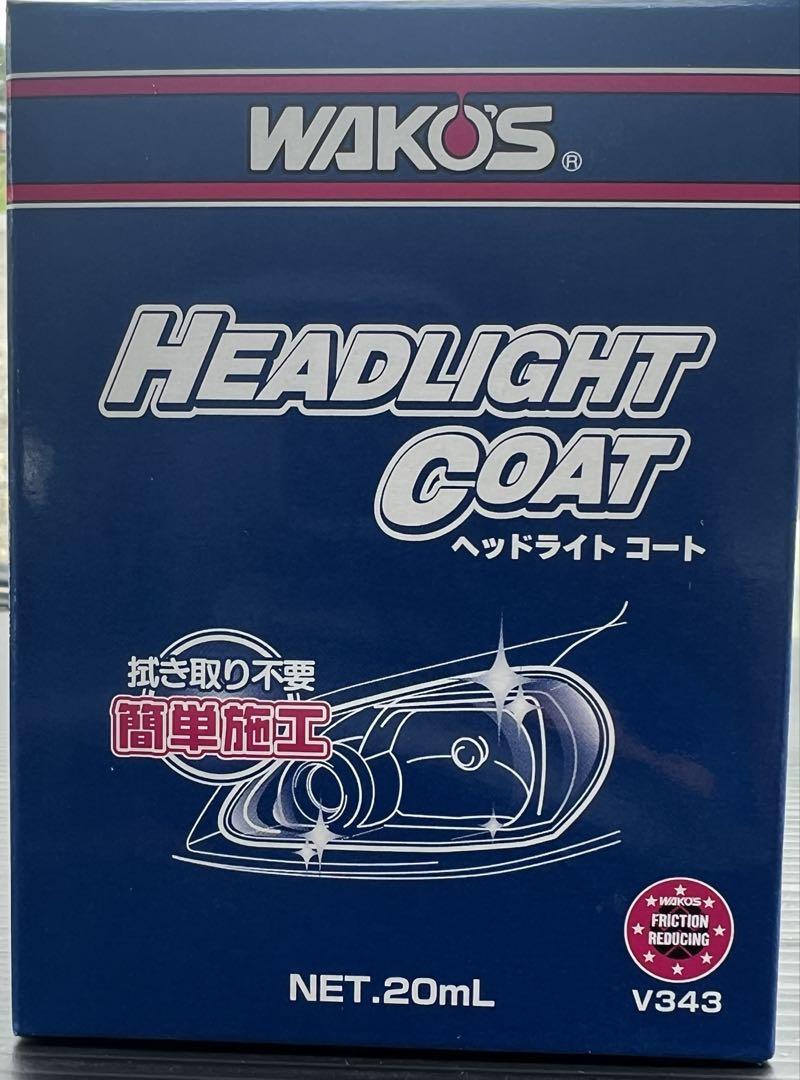 WAKO'S®
HEADLIGHT
COAT
ヘッドライト コート
拭き取り不要
簡単施工
WAKO'S
FRICTION
REDUCING
NET.20mL
V343